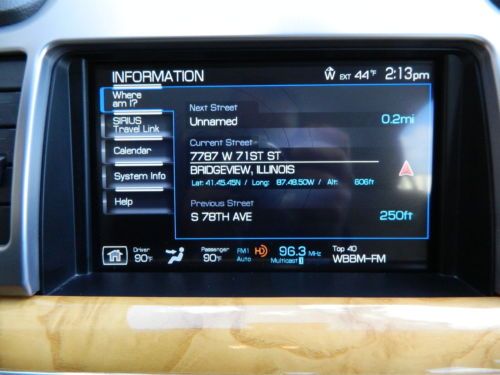 INFORMATION W EXT 44°F 2:13pm
Where am I?
SIRIUS Travel Link
Calendar
System Info
Help
Next Street
Unnamed 0.2mi
Current Street
7787 W 71ST ST
BRIDGEVIEW, ILLINOIS
Lat: 41.45.45N / Long: 87.48.50W / Alt: 606ft
Previous Street
S 78TH AVE 250ft
Driver 90°F Passenger 90°F FM1 Auto HD 96.3 MHz Multicast 1 Top 40 WBBM-FM